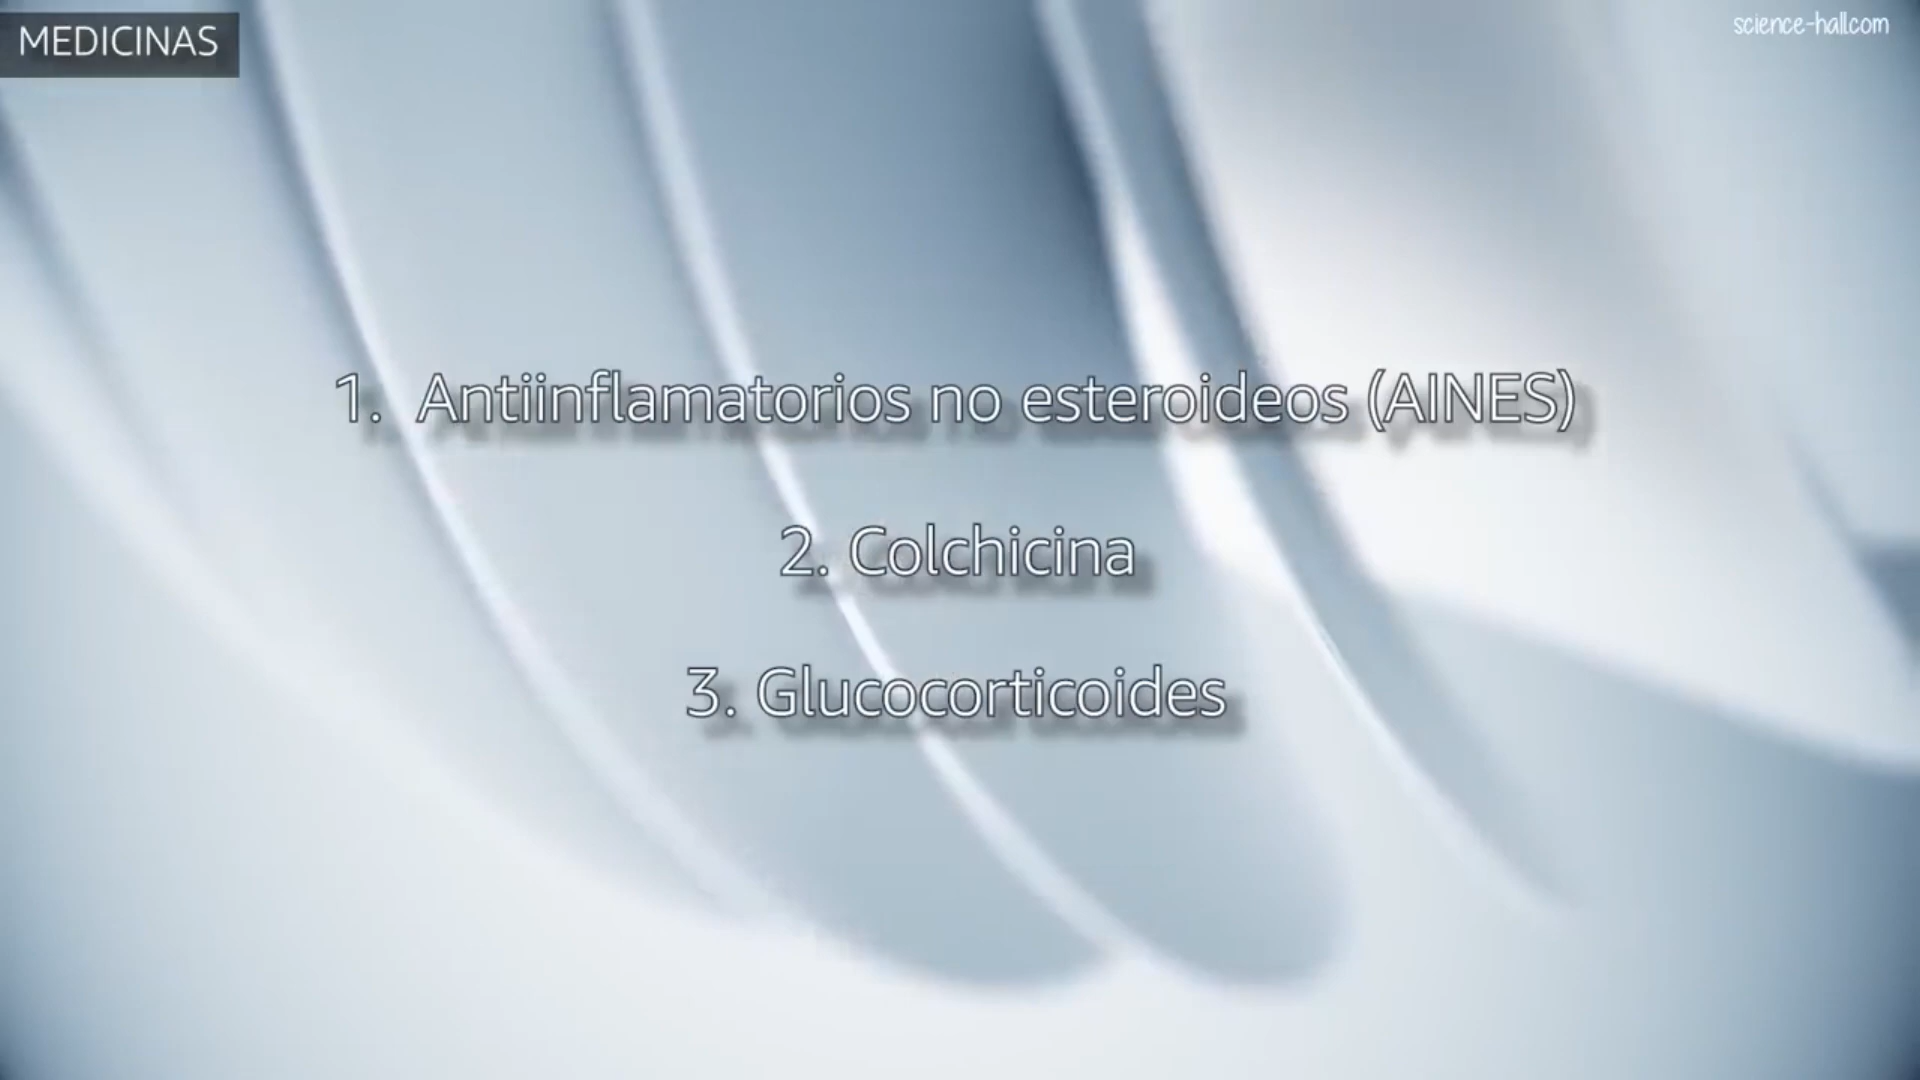 MEDICINAS
science-hall.com
1. Antiinflamatorios no esteroideos (AINES)
2. Colchicina
3. Glucocorticoides